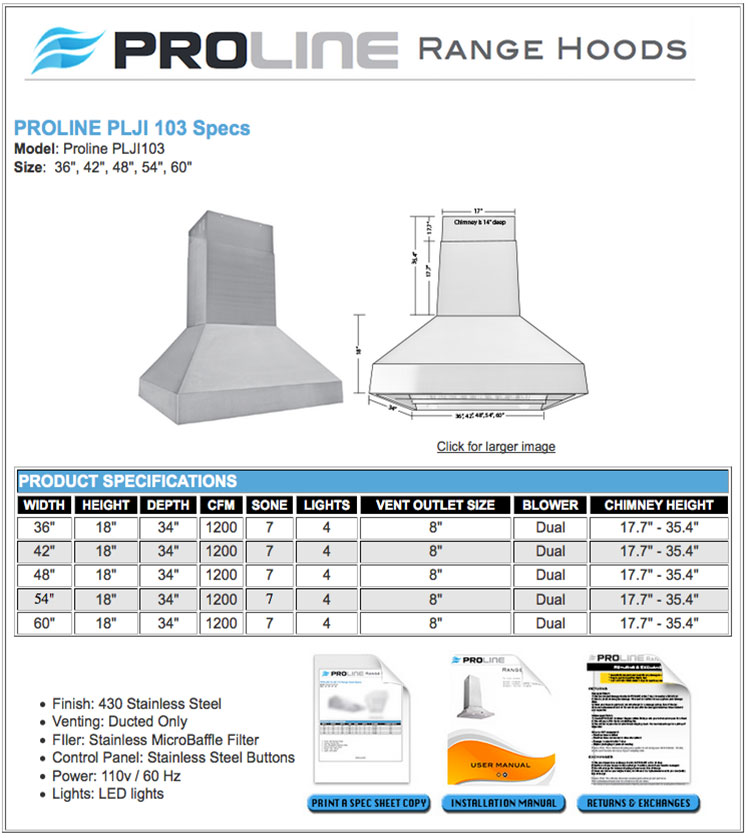 PROLINE RANGE HOODS
PROLINE PLJI 103 Specs
Model: Proline PLJI103
Size: 36", 42", 48", 54", 60"
17"
Chimney is 14" deep
17.7"
35.4"
17.7"
18"
34"
36", 42", 48", 54", 60"
Click for larger image
PRODUCT SPECIFICATIONS
WIDTH HEIGHT DEPTH CFM SONE LIGHTS VENT OUTLET SIZE BLOWER CHIMNEY HEIGHT
36" 18" 34" 1200 7 4 8" Dual 17.7" - 35.4"
42" 18" 34" 1200 7 4 8" Dual 17.7" - 35.4"
48" 18" 34" 1200 7 4 8" Dual 17.7" - 35.4"
54" 18" 34" 1200 7 4 8" Dual 17.7" - 35.4"
60" 18" 34" 1200 7 4 8" Dual 17.7" - 35.4"
Finish: 430 Stainless Steel
Venting: Ducted Only
FIler: Stainless MicroBaffle Filter
Control Panel: Stainless Steel Buttons
Power: 110v / 60 Hz
Lights: LED lights
PROLINE
PRINT A SPEC SHEET COPY
PROLINE RANGE
USER MANUAL
INSTALLATION MANUAL
PROLINE RAN
RETURNS & EXCHANGES